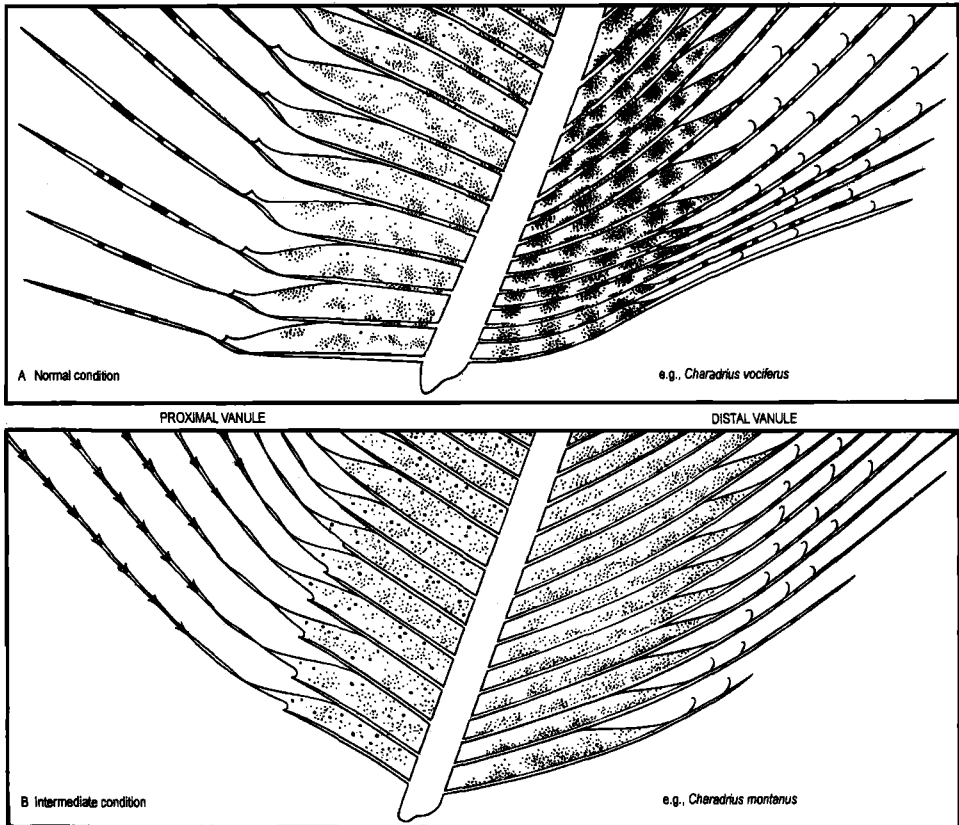 A Normal condition
e.g., Charadrius vociferus
PROXIMAL VANULE
DISTAL VANULE
B Intermediate condition
e.g., Charadrius montanus